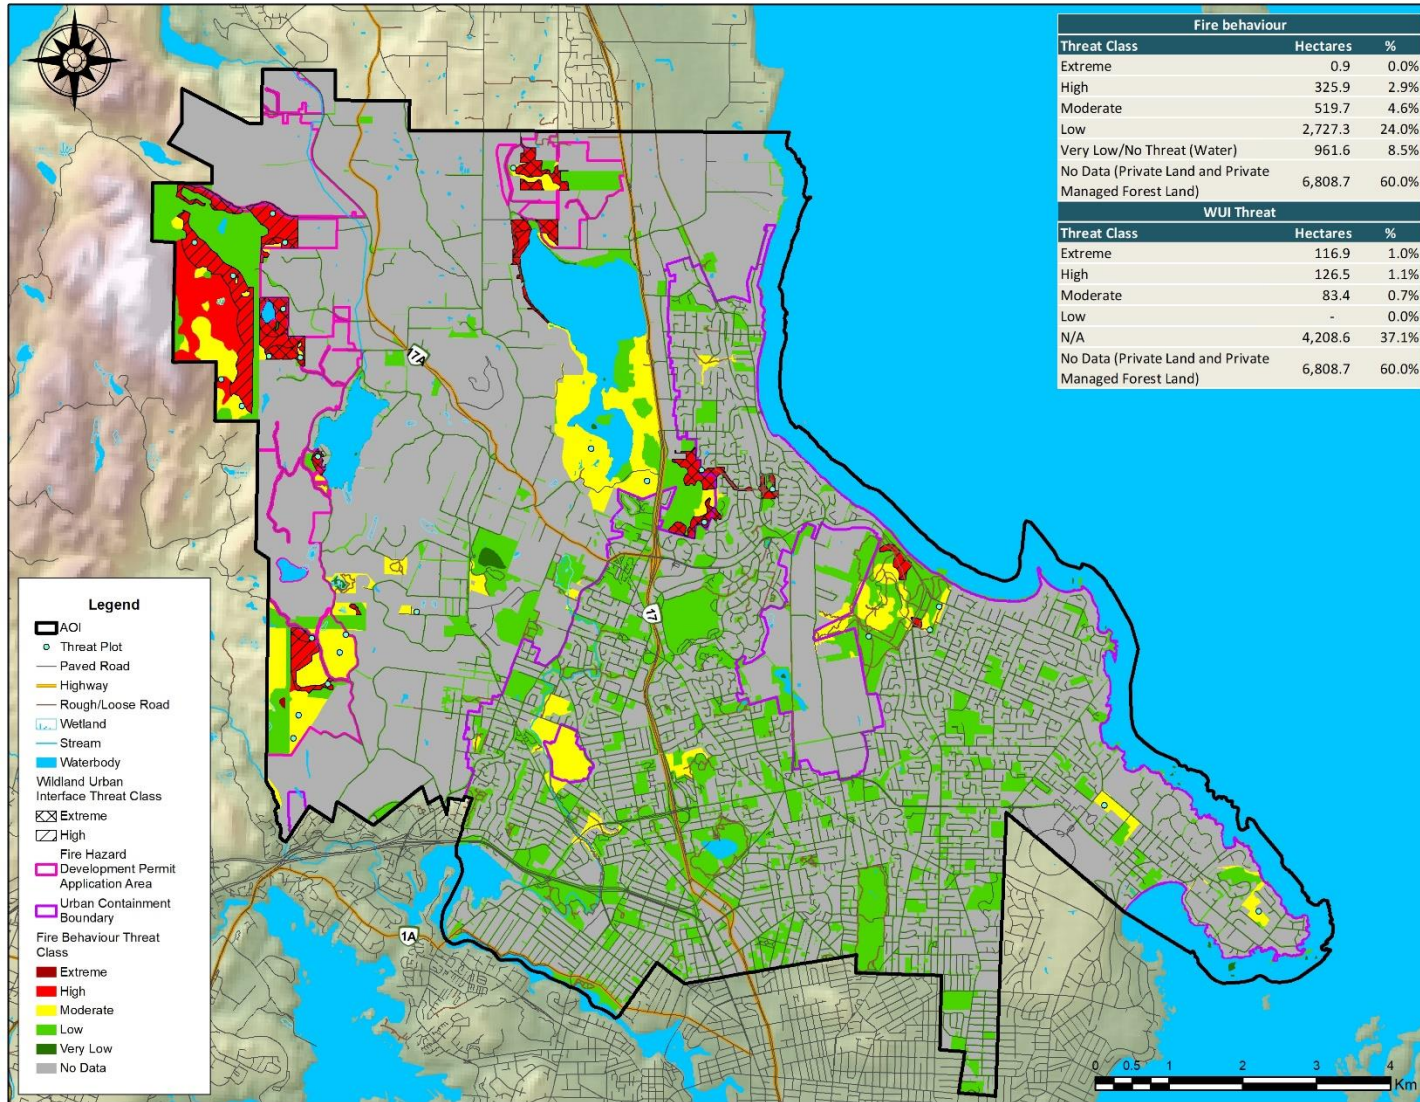 Fire behaviour
Threat Class Hectares %
Extreme 0.9 0.0%
High 325.9 2.9%
Moderate 519.7 4.6%
Low 2,727.3 24.0%
Very Low/No Threat (Water) 961.6 8.5%
No Data (Private Land and Private
Managed Forest Land) 6,808.7 60.0%
WUI Threat
Threat Class Hectares %
Extreme 116.9 1.0%
High 126.5 1.1%
Moderate 83.4 0.7%
Low - 0.0%
N/A 4,208.6 37.1%
No Data (Private Land and Private
Managed Forest Land) 6,808.7 60.0%
17A
17
1A
Legend
AOI
Threat Plot
Paved Road
Highway
Rough/Loose Road
Wetland
Stream
Waterbody
Wildland Urban
Interface Threat Class
Extreme
High
Fire Hazard
Development Permit
Application Area
Urban Containment
Boundary
Fire Behaviour Threat
Class
Extreme
High
Moderate
Low
Very Low
No Data
0 0.5 1 2 3 4
Km